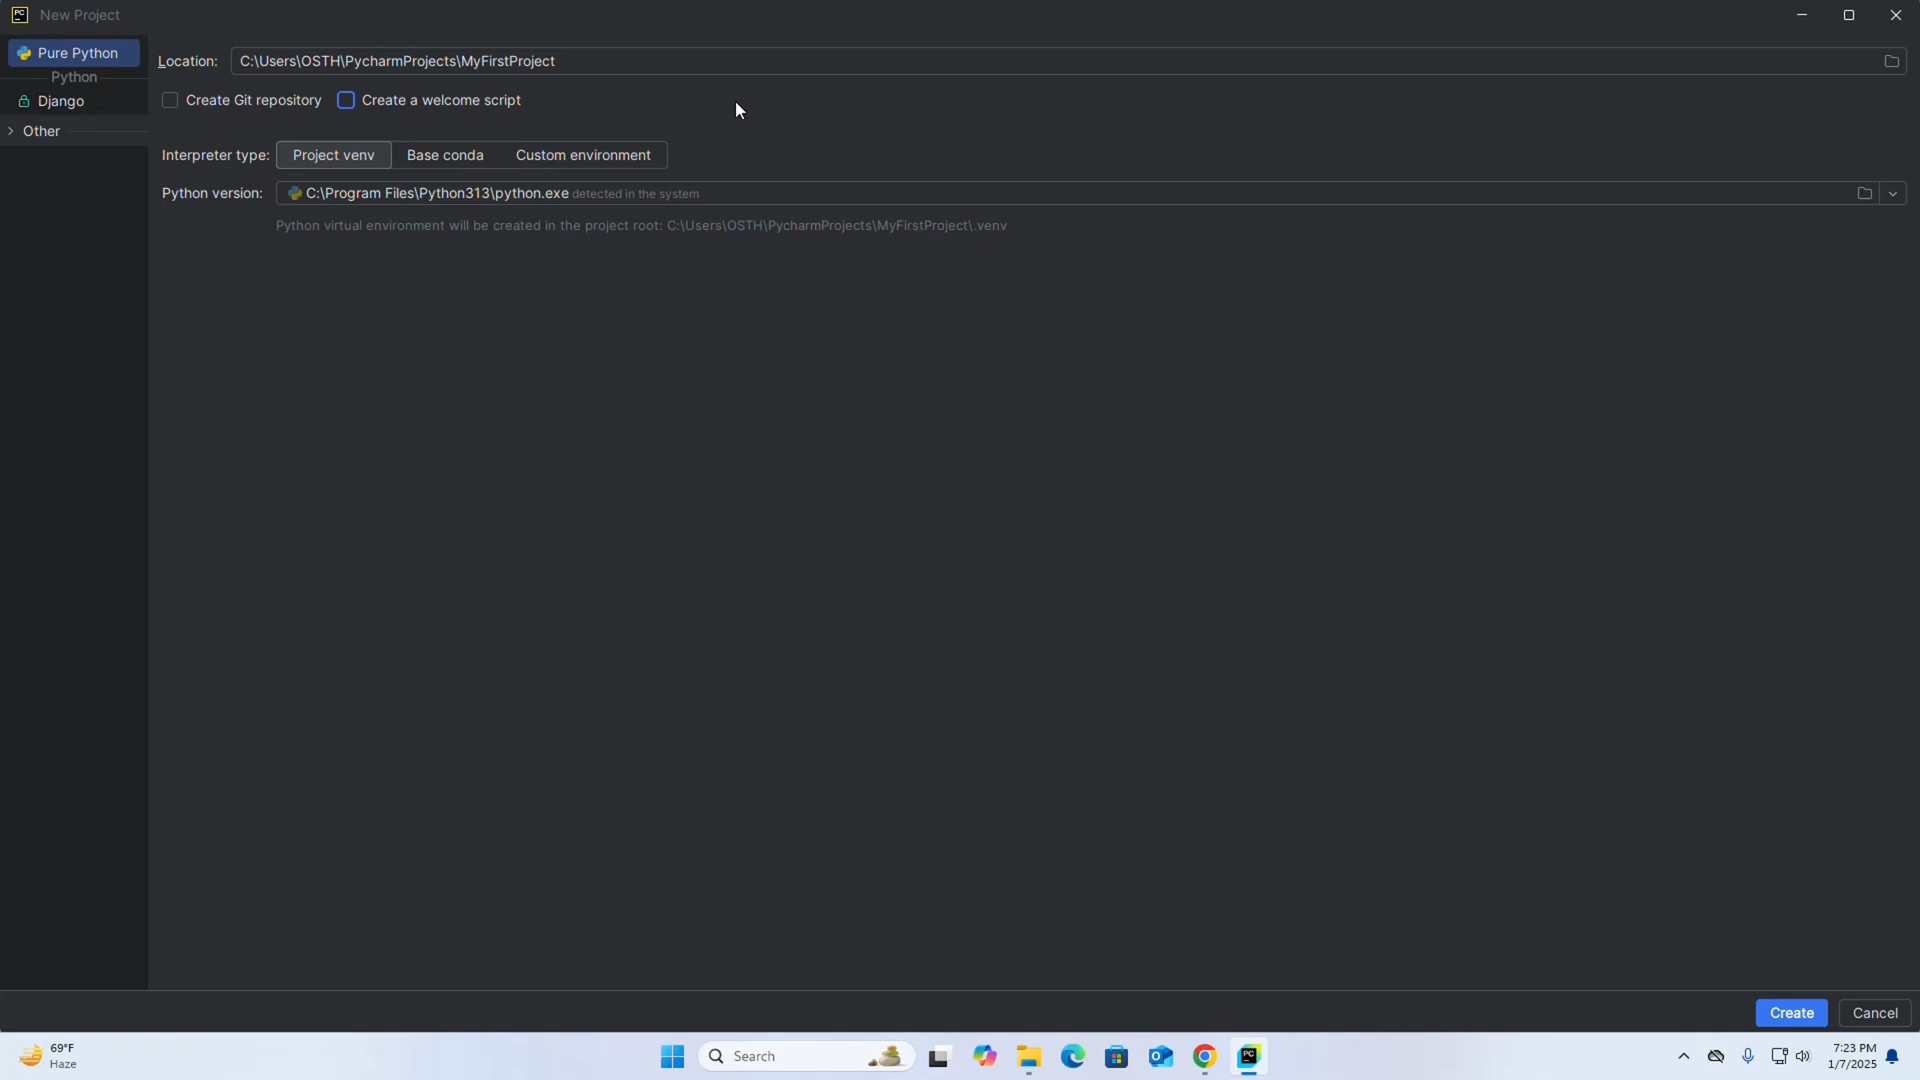 PC New Project
Pure Python
Python
Django
Other
Location: C:\Users\OSTH\PycharmProjects\MyFirstProject
Create Git repository Create a welcome script
Interpreter type: Project venv Base conda Custom environment
Python version: C:\Program Files\Python313\python.exe detected in the system
Python virtual environment will be created in the project root: C:\Users\OSTH\PycharmProjects\MyFirstProject\.venv
Create Cancel
69°F
Haze
Search
PC
7:23 PM
1/7/2025